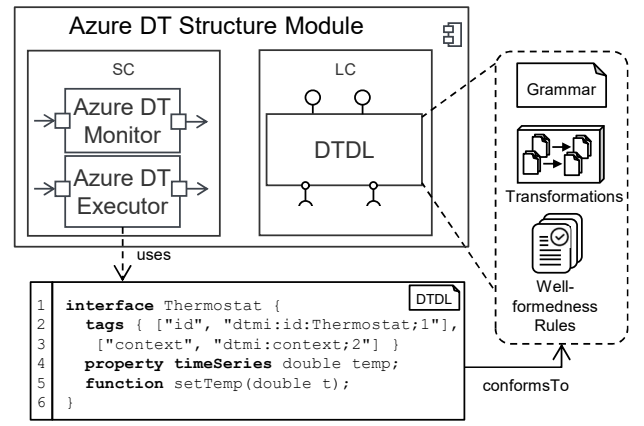 Azure DT Structure Module
SC
LC
Azure DT
Monitor
Azure DT
Executor
DTDL
Grammar
Transformations
Well-
formedness
Rules
uses
conformsTo
DTDL
1 interface Thermostat {
2 tags { ["id", "dtmi:id:Thermostat;1"],
3 ["context", "dtmi:context;2"] }
4 property timeSeries double temp;
5 function setTemp(double t);
6 }